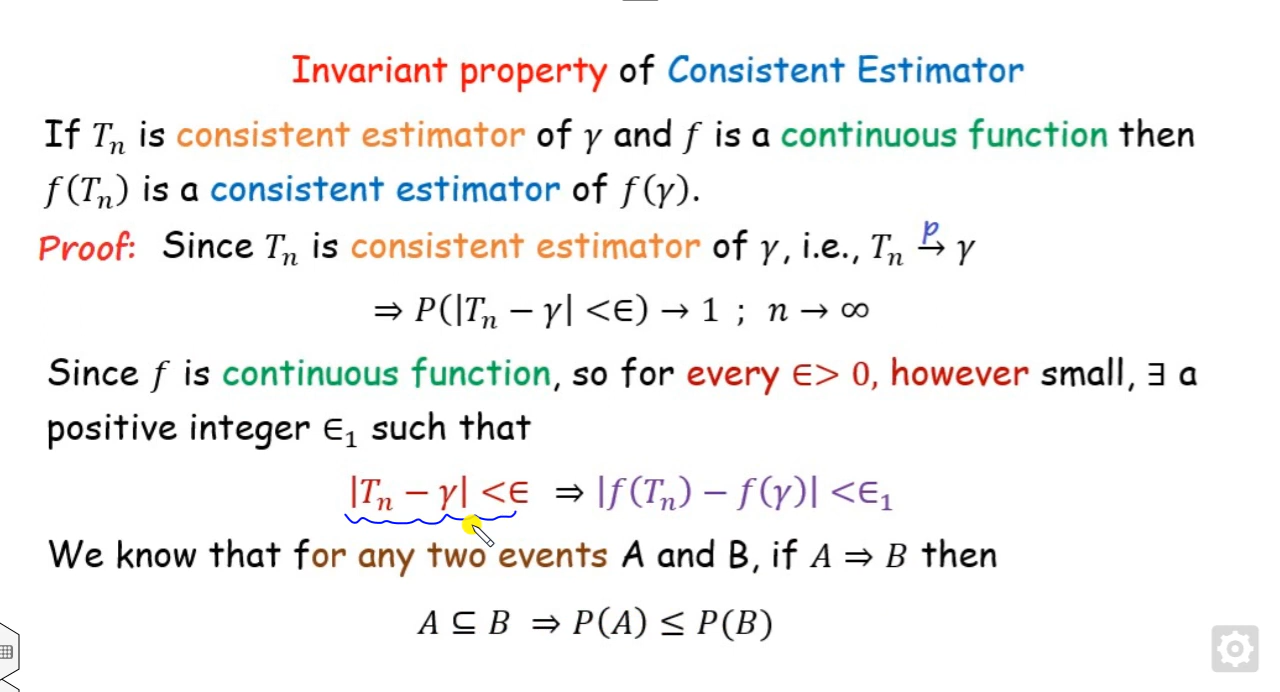 Invariant property of Consistent Estimator
If Tₙ is consistent estimator of γ and f is a continuous function then
f(Tₙ) is a consistent estimator of f(γ).
Proof: Since Tₙ is consistent estimator of γ, i.e., Tₙ →ᵖ γ
⇒ P(|Tₙ − γ| <∈) → 1 ; n → ∞
Since f is continuous function, so for every ∈> 0, however small, ∃ a
positive integer ∈₁ such that
|Tₙ − γ| <∈ ⇒ |f(Tₙ) − f(γ)| <∈₁
We know that for any two events A and B, if A ⇒ B then
A ⊆ B ⇒ P(A) ≤ P(B)